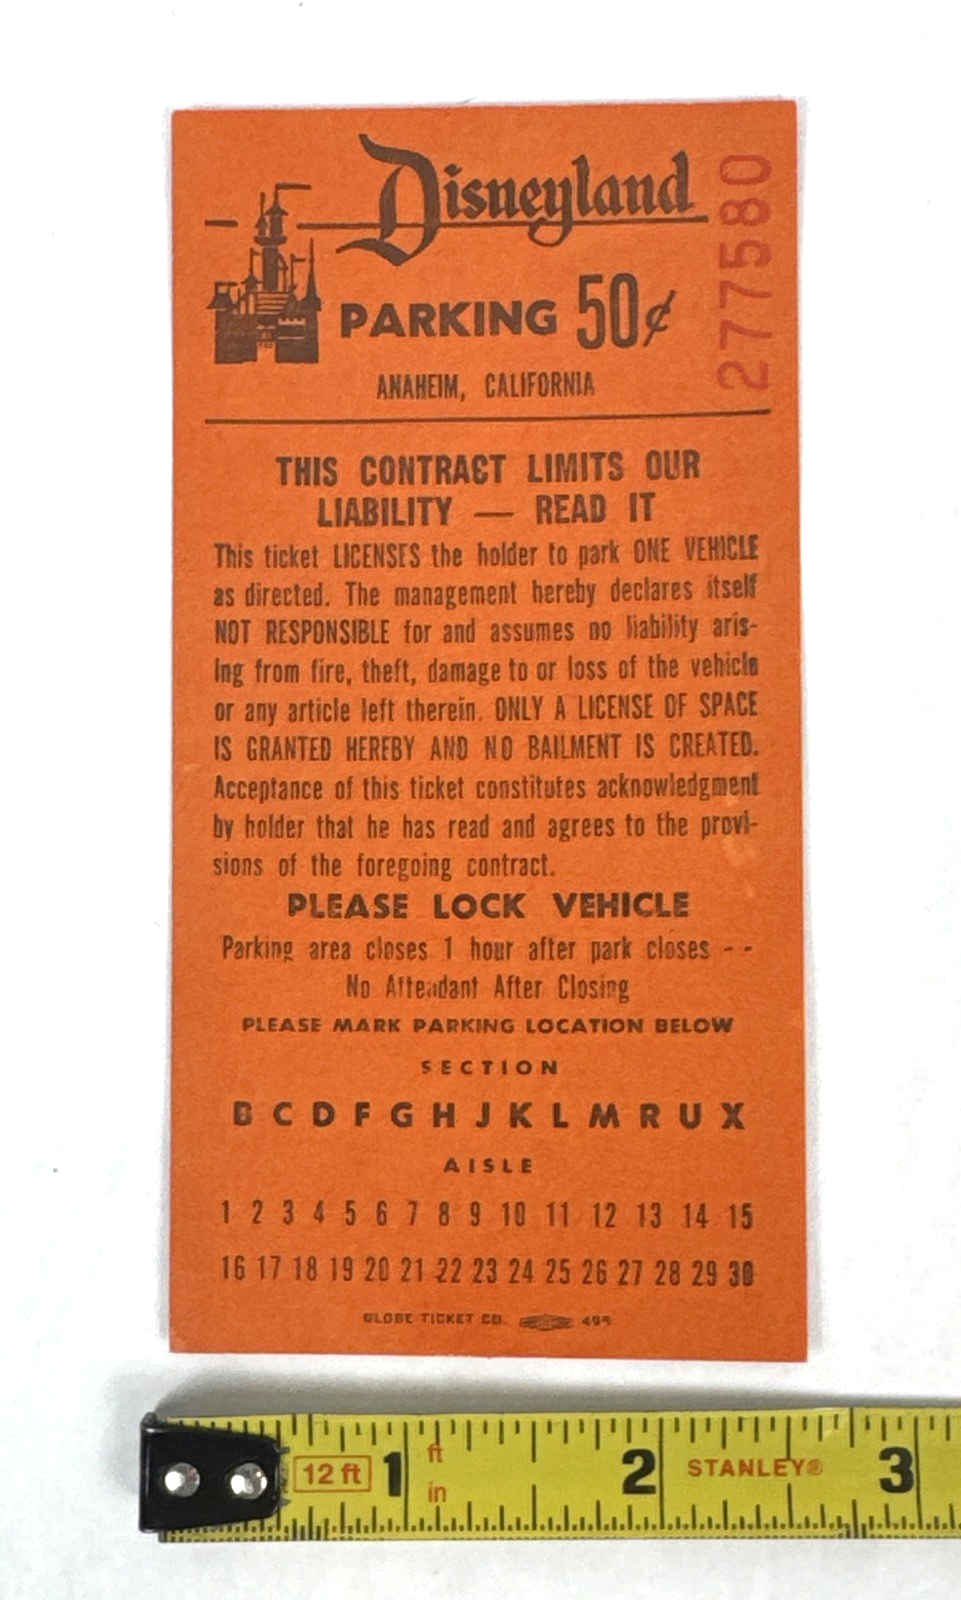 Disneyland
PARKING 50¢
277580
ANAHEIM, CALIFORNIA
THIS CONTRACT LIMITS OUR
LIABILITY — READ IT
This ticket LICENSES the holder to park ONE VEHICLE
as directed. The management hereby declares itself
NOT RESPONSIBLE for and assumes no liability aris-
ing from fire, theft, damage to or loss of the vehicle
or any article left therein. ONLY A LICENSE OF SPACE
IS GRANTED HEREBY AND NO BAILMENT IS CREATED.
Acceptance of this ticket constitutes acknowledgment
by holder that he has read and agrees to the provi-
sions of the foregoing contract.
PLEASE LOCK VEHICLE
Parking area closes 1 hour after park closes - -
No Attendant After Closing
PLEASE MARK PARKING LOCATION BELOW
SECTION
B C D F G H J K L M R U X
AISLE
1 2 3 4 5 6 7 8 9 10 11 12 13 14 15
16 17 18 19 20 21 22 23 24 25 26 27 28 29 30
GLOBE TICKET CO.
12 ft 1 ft 2 STANLEY® 3
in